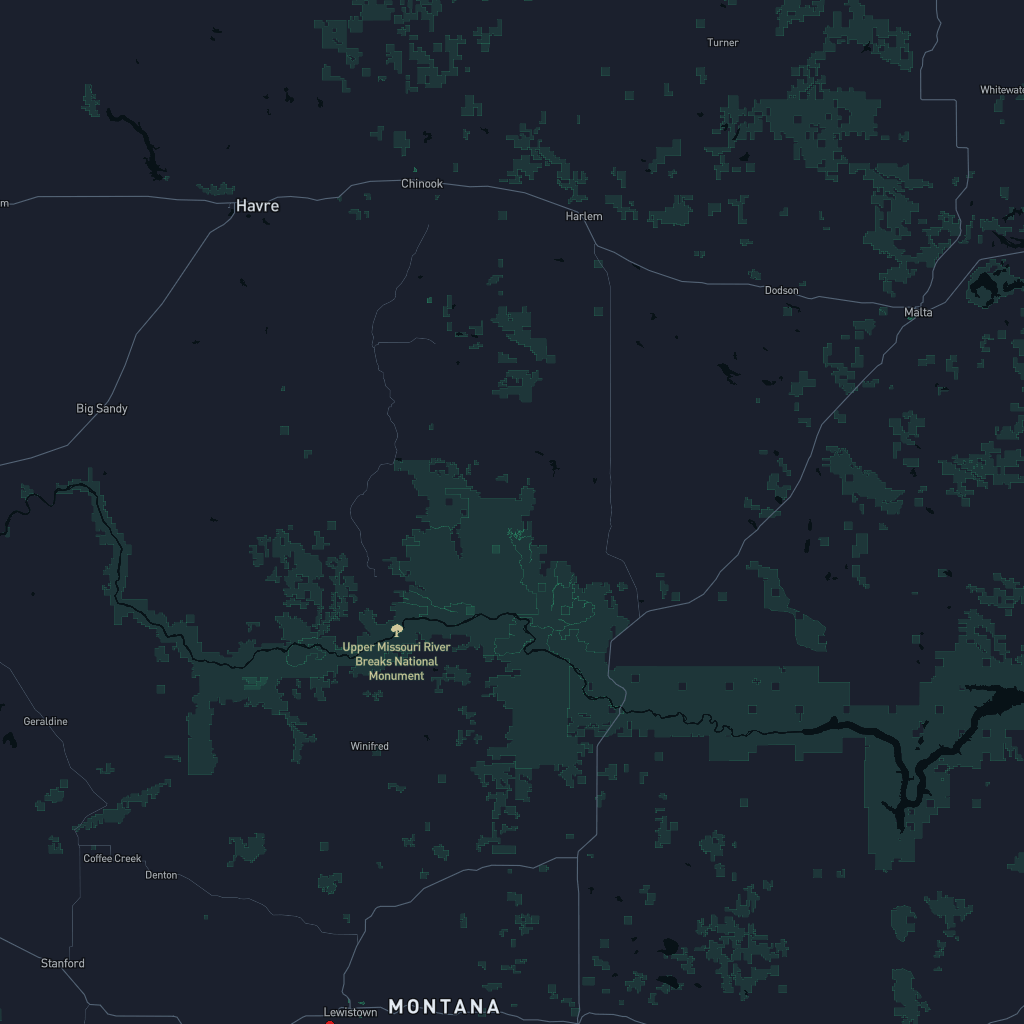 Turner
Whitewate
Chinook
m
Havre
Harlem
Dodson
Malta
Big Sandy
Upper Missouri River
Breaks National
Monument
Geraldine
Winifred
Coffee Creek
Denton
Stanford
MONTANA
Lewistown